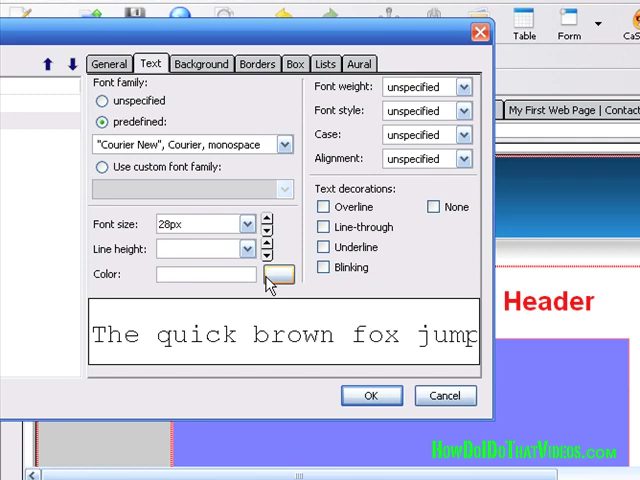 Table
Form
CaS
General
Text
Background
Borders
Box
Lists
Aural
My First Web Page | Contact
Font family:
unspecified
predefined:
"Courier New", Courier, monospace
Use custom font family:
Font weight: unspecified
Font style: unspecified
Case: unspecified
Alignment: unspecified
Text decorations:
Overline
None
Line-through
Underline
Blinking
Font size: 28px
Line height:
Color:
Header
The quick brown fox jump
OK
Cancel
HowDoIDoThatVideos.com